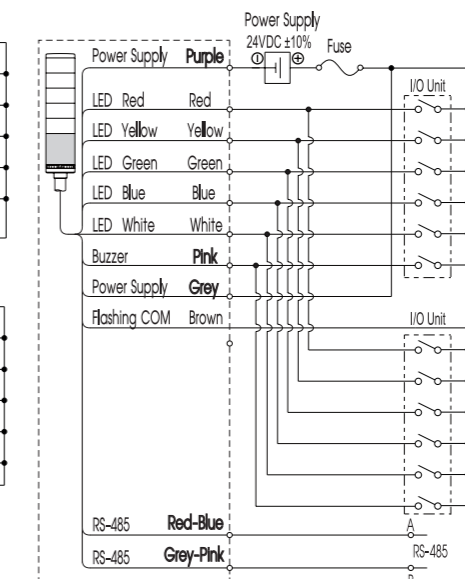 Power Supply
24VDC ±10% Fuse
Power Supply Purple
I/O Unit
LED Red Red
LED Yellow Yellow
LED Green Green
LED Blue Blue
LED White White
Buzzer Pink
Power Supply Grey
Flashing COM Brown
I/O Unit
RS-485 Red-Blue
A
RS-485
RS-485 Grey-Pink